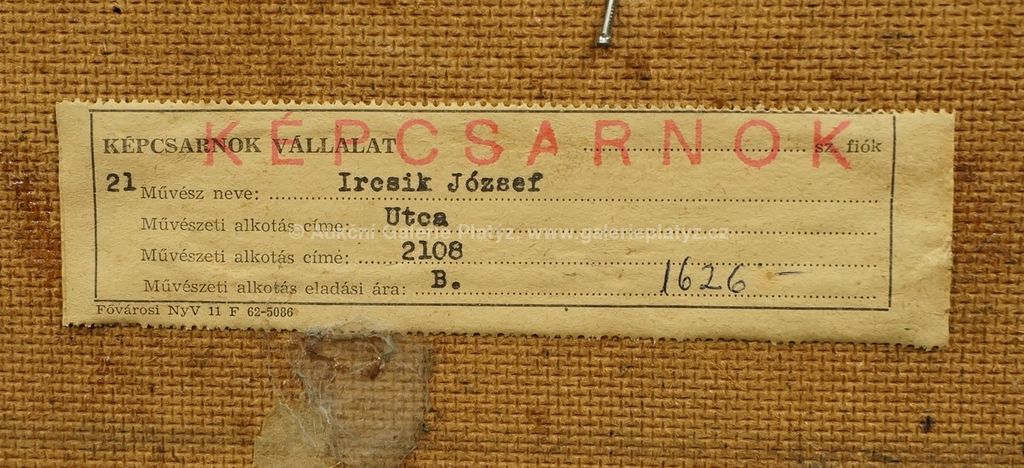 KÉPCSARNOK
KÉPCSARNOK VÁLLALAT sz. fiók
21 Művész neve: Ircsik József
Művészeti alkotás címe: Utca
© Aukční Galerie Platýz, www.galerieplatyz.cz
Művészeti alkotás címe: 2108
Művészeti alkotás eladási ára: B. 1626 –
Fővárosi NyV 11 F 62-5086